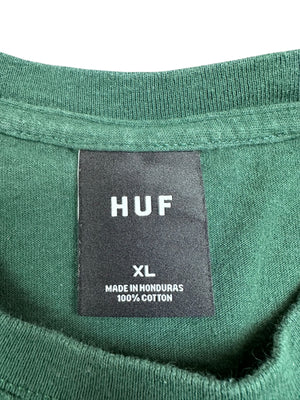 HUF
XL
MADE IN HONDURAS
100% COTTON